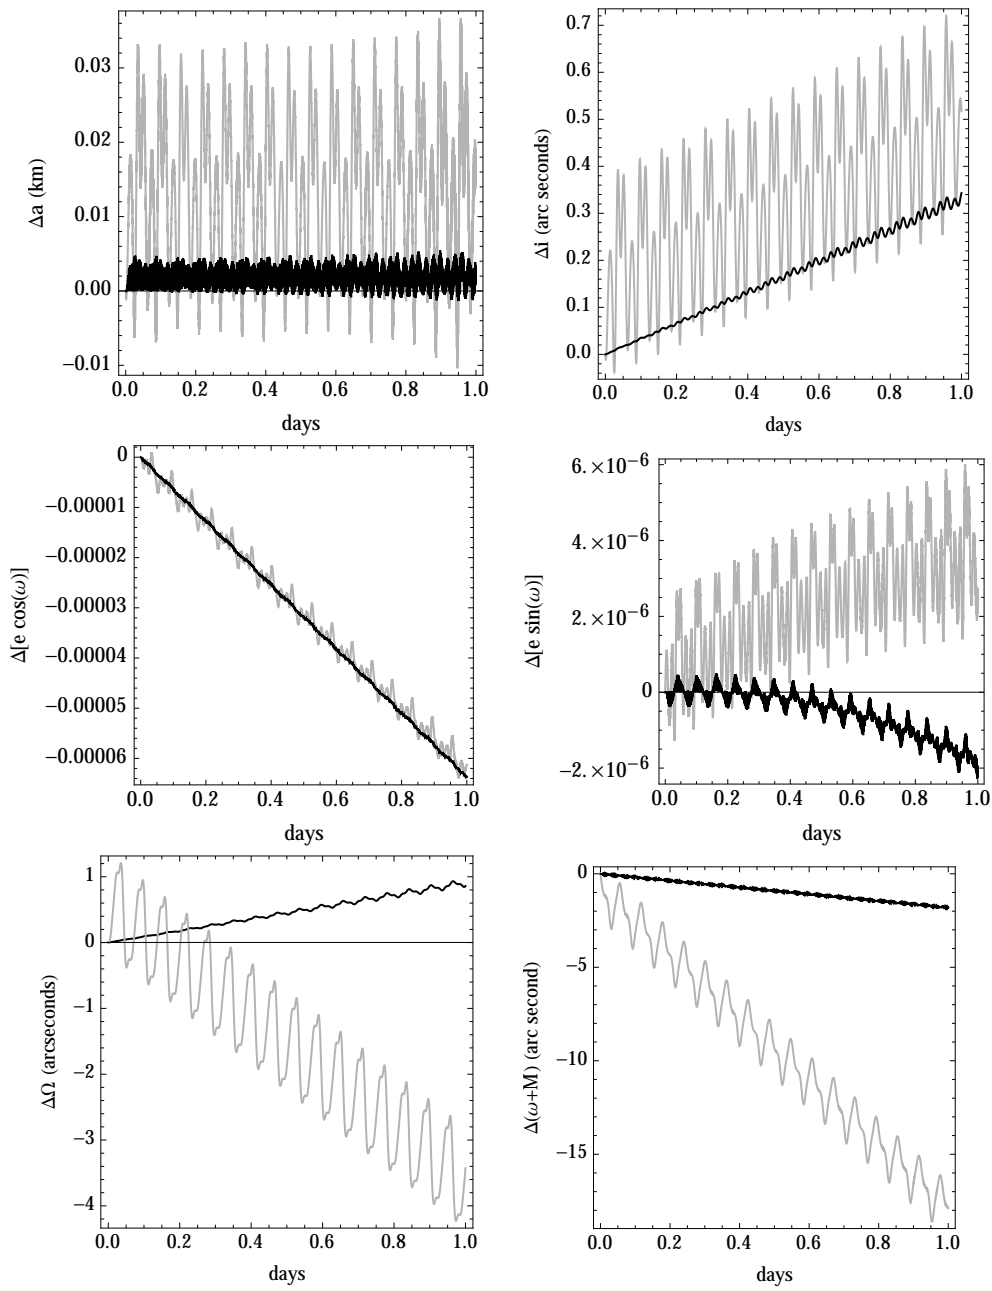 0.03
0.02
0.01
0.00
−0.01
Δa (km)
0.0 0.2 0.4 0.6 0.8 1.0
days
0.7
0.6
0.5
0.4
0.3
0.2
0.1
0.0
Δi (arc seconds)
0.0 0.2 0.4 0.6 0.8 1.0
days
0
−0.00001
−0.00002
−0.00003
−0.00004
−0.00005
−0.00006
Δ[e cos(ω)]
0.0 0.2 0.4 0.6 0.8 1.0
days
6.×10⁻⁶
4.×10⁻⁶
2.×10⁻⁶
0
−2.×10⁻⁶
Δ[e sin(ω)]
0.0 0.2 0.4 0.6 0.8 1.0
days
1
0
−1
−2
−3
−4
ΔΩ (arcseconds)
0.0 0.2 0.4 0.6 0.8 1.0
days
0
−5
−10
−15
Δ(ω+M) (arc second)
0.0 0.2 0.4 0.6 0.8 1.0
days